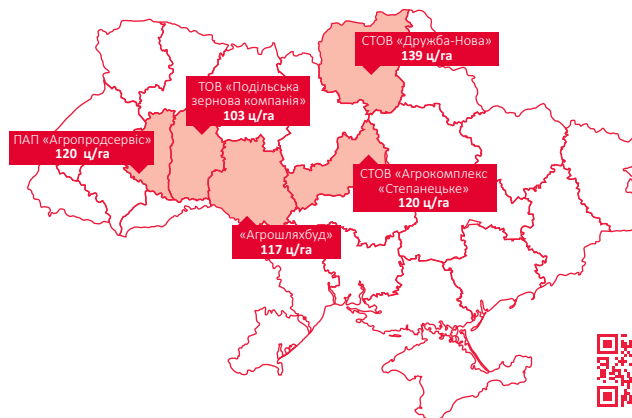 СТОВ «Дружба-Нова»
139 ц/га
ТОВ «Подільська
зернова компанія»
103 ц/га
ПАП «Агропродсервіс»
120 ц/га
СТОВ «Агрокомплекс
«Степанецьке»
120 ц/га
«Агрошляхбуд»
117 ц/га